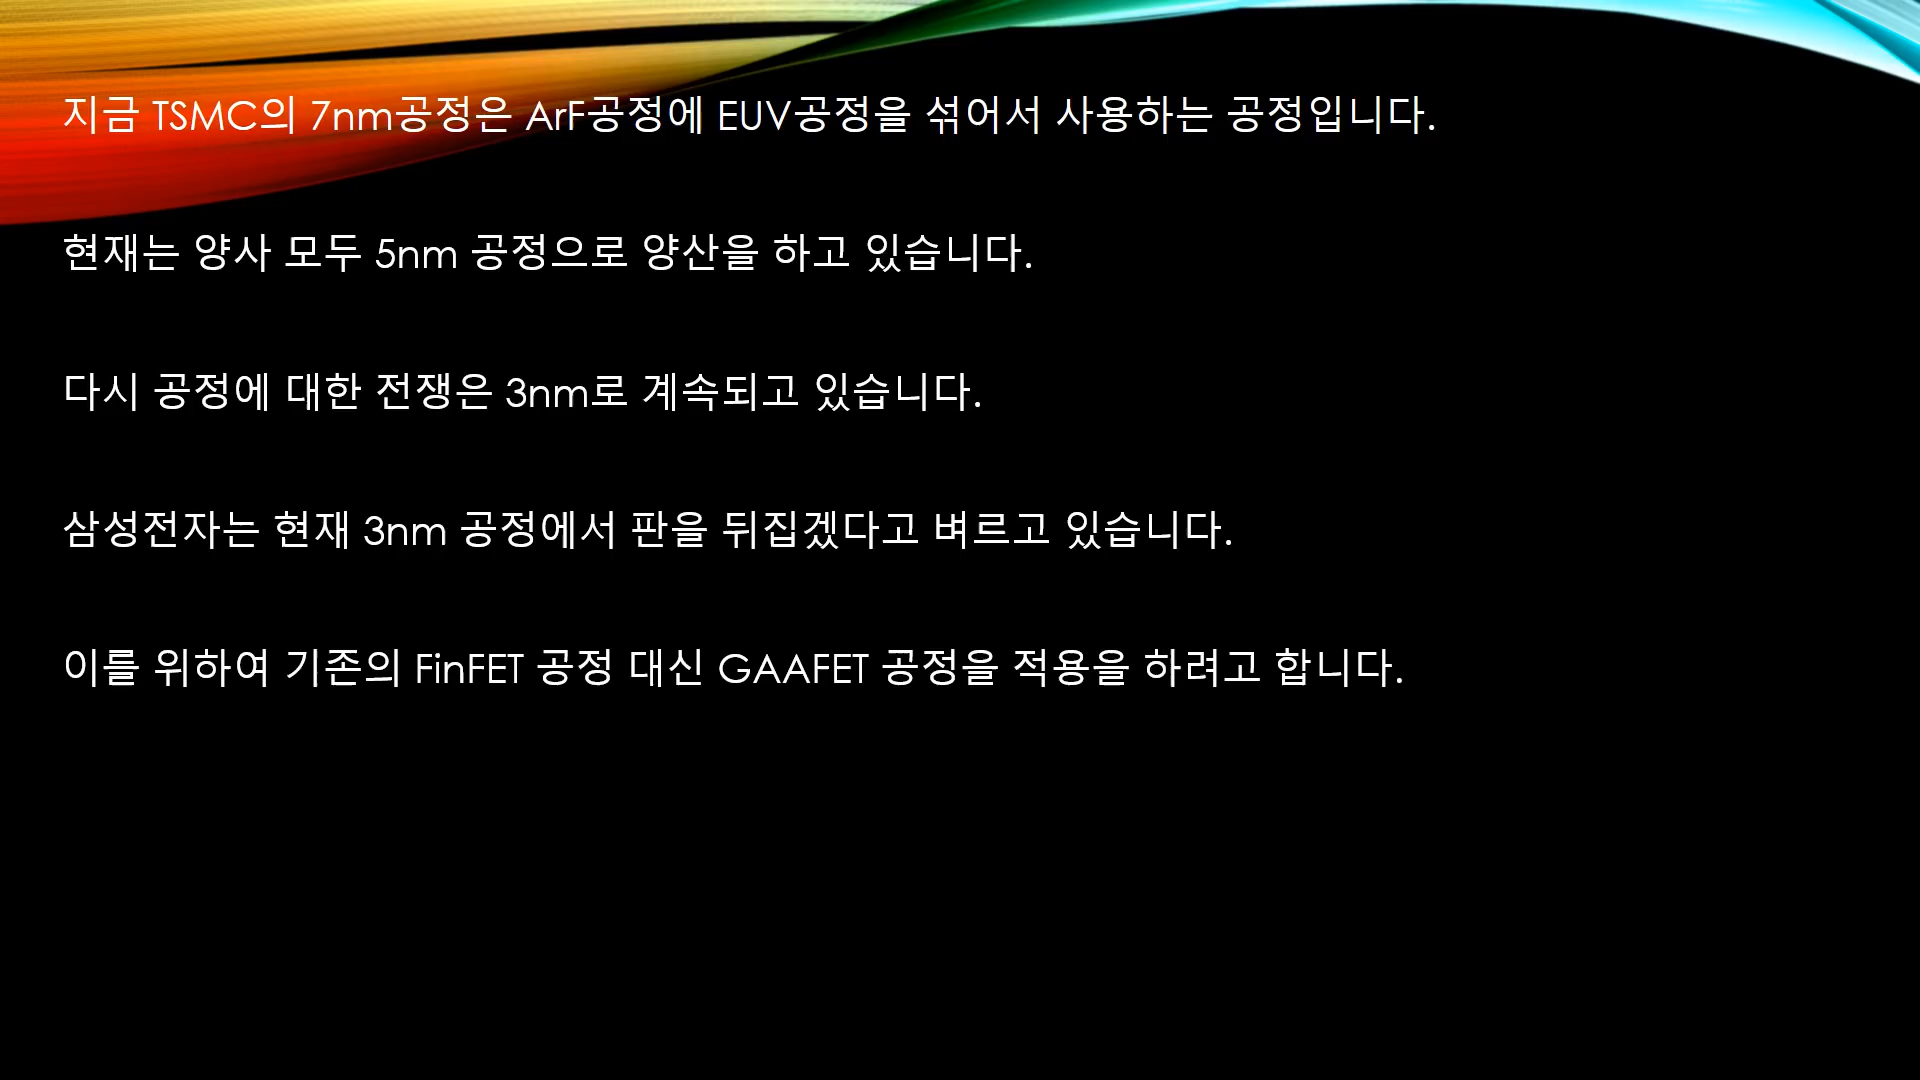 지금 TSMC의 7nm공정은 ArF공정에 EUV공정을 섞어서 사용하는 공정입니다.
현재는 양사 모두 5nm 공정으로 양산을 하고 있습니다.
다시 공정에 대한 전쟁은 3nm로 계속되고 있습니다.
삼성전자는 현재 3nm 공정에서 판을 뒤집겠다고 벼르고 있습니다.
이를 위하여 기존의 FinFET 공정 대신 GAAFET 공정을 적용을 하려고 합니다.